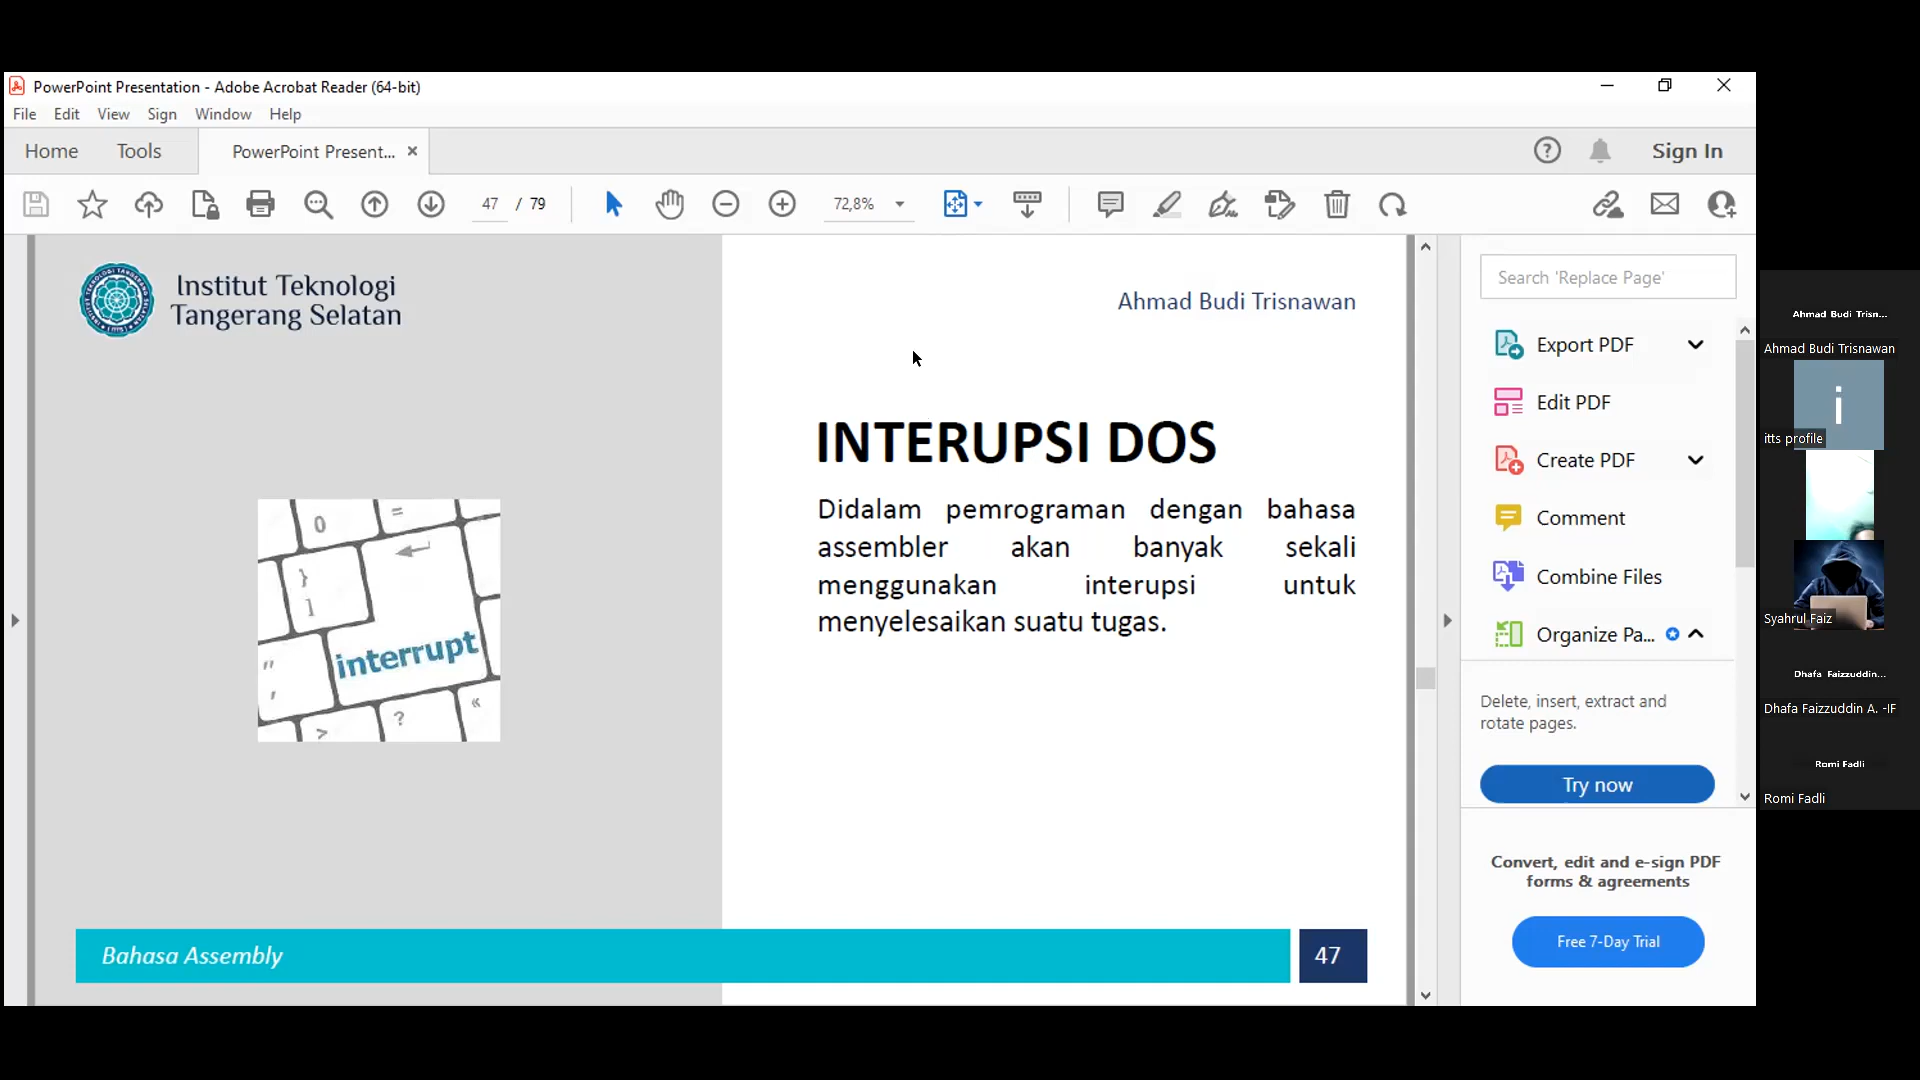 PowerPoint Presentation - Adobe Acrobat Reader (64-bit)
File Edit View Sign Window Help
Home Tools PowerPoint Present... Sign In
47 / 79 72,8%
Institut Teknologi
Tangerang Selatan
Ahmad Budi Trisnawan
INTERUPSI DOS
Didalam pemrograman dengan bahasa
assembler akan banyak sekali
menggunakan interupsi untuk
menyelesaikan suatu tugas.
0 =
}
]
interrupt
"
,
> ? «
Bahasa Assembly
47
Search 'Replace Page'
Export PDF
Edit PDF
Create PDF
Comment
Combine Files
Organize Pa...
Delete, insert, extract and
rotate pages.
Try now
Convert, edit and e-sign PDF
forms & agreements
Free 7-Day Trial
Ahmad Budi Trisn...
Ahmad Budi Trisnawan
i
itts profile
Syahrul Faiz
Dhafa Faizzuddin...
Dhafa Faizzuddin A. -IF
Romi Fadli
Romi Fadli